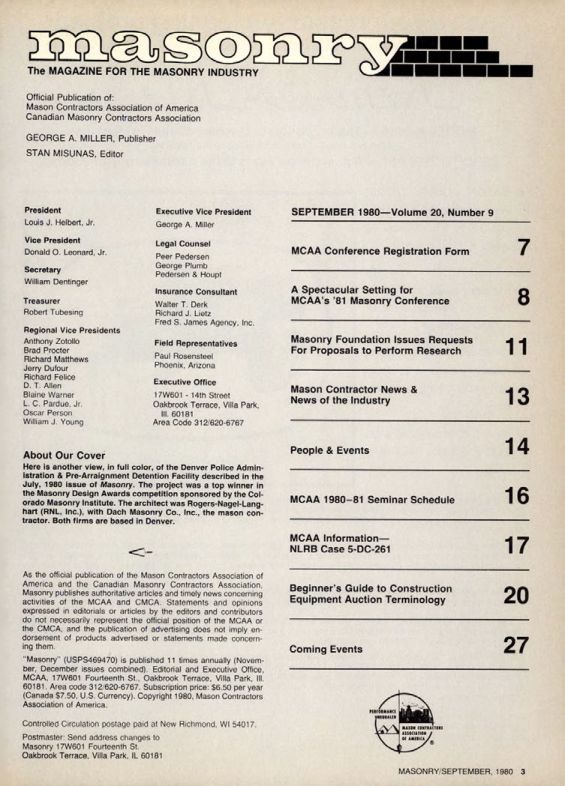 masonry
The MAGAZINE FOR THE MASONRY INDUSTRY
Official Publication of:
Mason Contractors Association of America
Canadian Masonry Contractors Association
GEORGE A. MILLER, Publisher
STAN MISUNAS, Editor
President
Louis J. Helbert, Jr.
Vice President
Donald O. Leonard, Jr.
Secretary
William Dentinger
Treasurer
Robert Tubesing
Regional Vice Presidents
Anthony Zotollo
Brad Procter
Richard Matthews
Jerry Dufour
Richard Felice
D. T. Allen
Blaine Warner
L. C. Pardue, Jr.
Oscar Person
William J. Young
Executive Vice President
George A. Miller
Legal Counsel
Peer Pedersen
George Plumb
Pedersen & Houpt
Insurance Consultant
Walter T. Derk
Richard J. Lietz
Fred S. James Agency, Inc.
Field Representatives
Paul Rosensteel
Phoenix, Arizona
Executive Office
17W601 - 14th Street
Oakbrook Terrace, Villa Park,
Ill. 60181
Area Code 312/620-6767
About Our Cover
Here is another view, in full color, of the Denver Police Admin-
istration & Pre-Arraignment Detention Facility described in the
July, 1980 issue of Masonry. The project was a top winner in
the Masonry Design Awards competition sponsored by the Col-
orado Masonry Institute. The architect was Rogers-Nagel-Lang-
hart (RNL, Inc.), with Dach Masonry Co., Inc., the mason con-
tractor. Both firms are based in Denver.
As the official publication of the Mason Contractors Association of
America and the Canadian Masonry Contractors Association,
Masonry publishes authoritative articles and timely news concerning
activities of the MCAA and CMCA. Statements and opinions
expressed in editorials or articles by the editors and contributors
do not necessarily represent the official position of the MCAA or
the CMCA, and the publication of advertising does not imply en-
dorsement of products advertised or statements made concern-
ing them.
"Masonry" (USPS469470) is published 11 times annually (Novem-
ber, December issues combined). Editorial and Executive Office,
MCAA, 17W601 Fourteenth St., Oakbrook Terrace, Villa Park, Ill.
60181. Area code 312/620-6767. Subscription price: $6.50 per year
(Canada $7.50, U.S. Currency). Copyright 1980, Mason Contractors
Association of America.
Controlled Circulation postage paid at New Richmond, WI 54017.
Postmaster: Send address changes to
Masonry 17W601 Fourteenth St.
Oakbrook Terrace, Villa Park, IL 60181
SEPTEMBER 1980—Volume 20, Number 9
MCAA Conference Registration Form 7
A Spectacular Setting for
MCAA's '81 Masonry Conference 8
Masonry Foundation Issues Requests
For Proposals to Perform Research 11
Mason Contractor News &
News of the Industry 13
People & Events 14
MCAA 1980–81 Seminar Schedule 16
MCAA Information—
NLRB Case 5-DC-261 17
Beginner's Guide to Construction
Equipment Auction Terminology 20
Coming Events 27
MASON CONTRACTORS
ASSOCIATION
OF AMERICA
MASONRY/SEPTEMBER, 1980 3